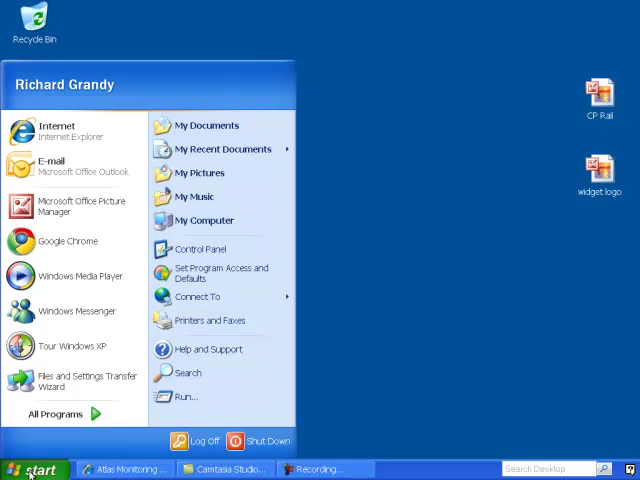 Recycle Bin
Richard Grandy
Internet
Internet Explorer
E-mail
Microsoft Office Outlook
Microsoft Office Picture
Manager
Google Chrome
Windows Media Player
Windows Messenger
Tour Windows XP
Files and Settings Transfer
Wizard
All Programs
My Documents
My Recent Documents
My Pictures
My Music
My Computer
Control Panel
Set Program Access and
Defaults
Connect To
Printers and Faxes
Help and Support
Search
Run...
Log Off
Shut Down
CP Rail
widget logo
start
Atlas Monitoring ...
Camtasia Studio...
Recording...
Search Desktop